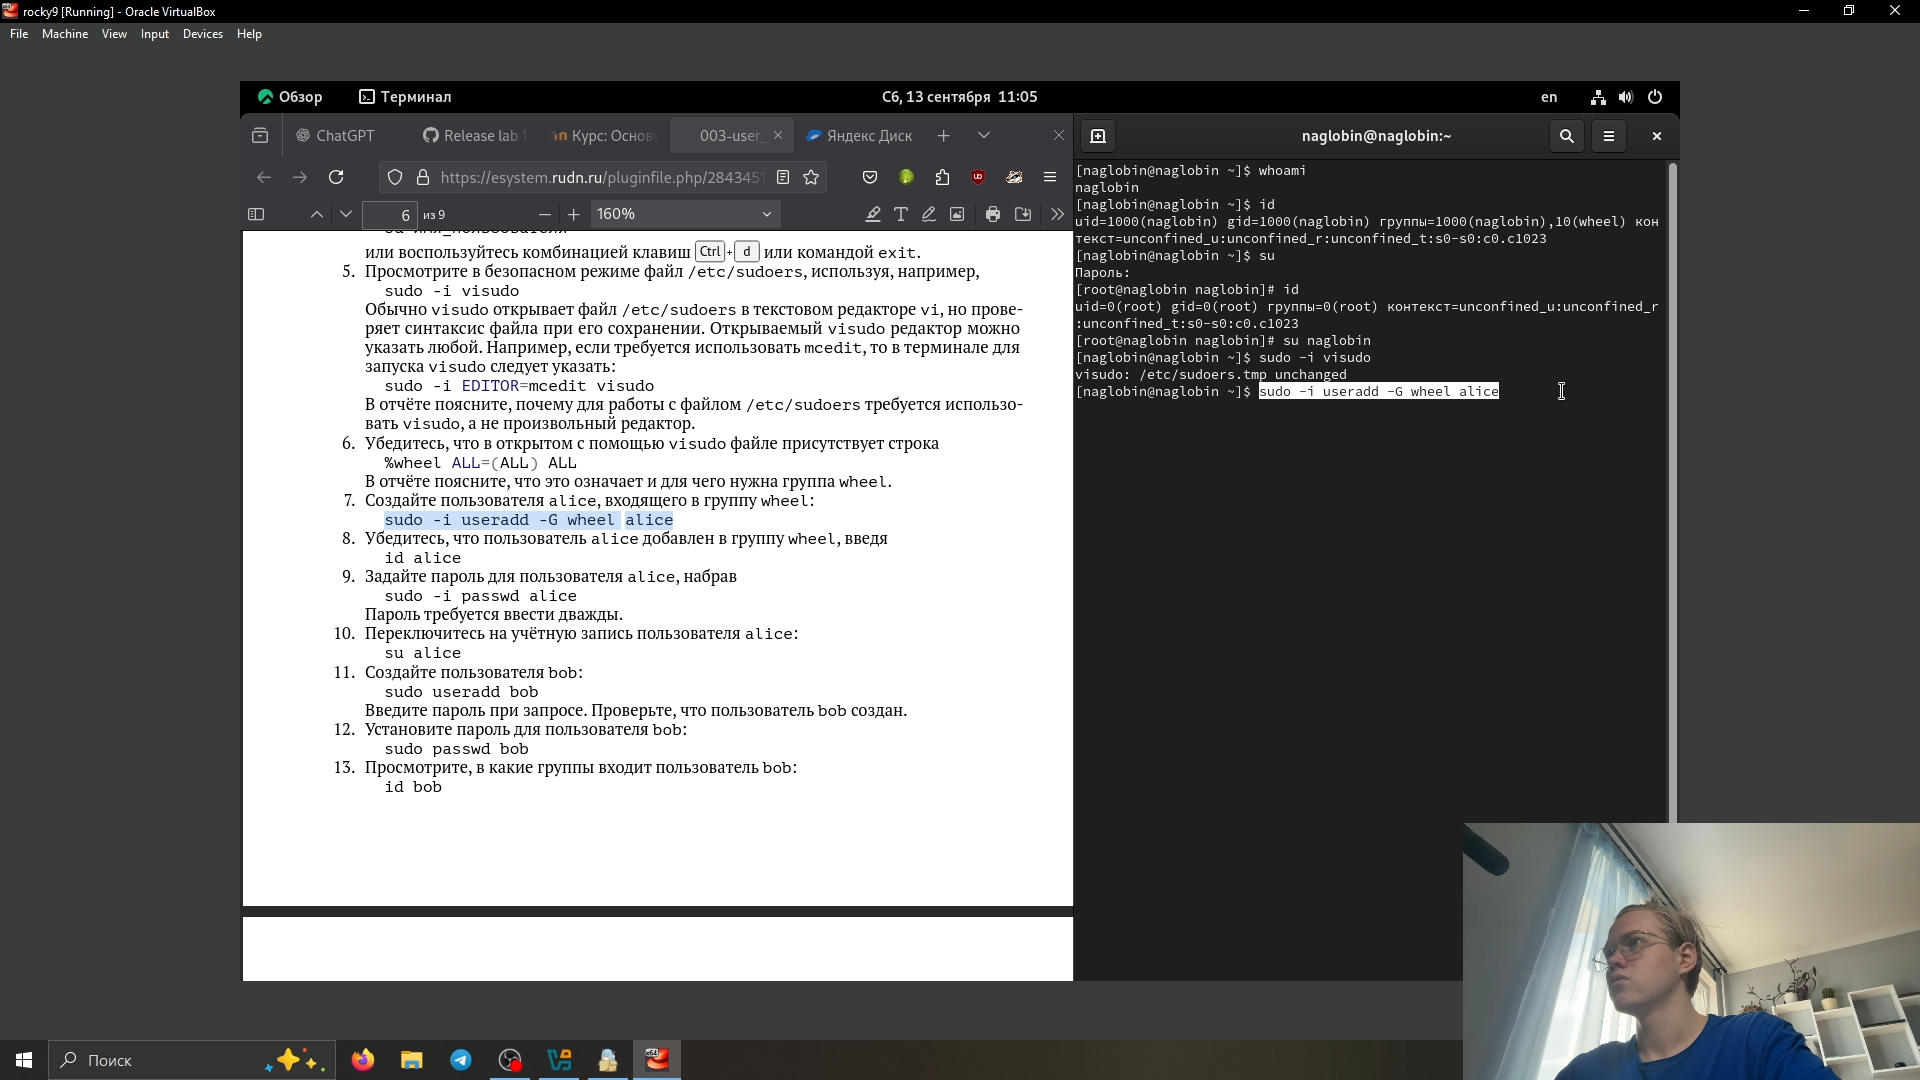 rocky9 [Running] - Oracle VirtualBox
File Machine View Input Devices Help
Обзор Терминал Сб, 13 сентября 11:05 en
ChatGPT Release lab 1 Курс: Основ 003-user_ Яндекс Диск
naglobin@naglobin:~
https://esystem.rudn.ru/pluginfile.php/2843451
6 из 9 160%
или воспользуйтесь комбинацией клавиш Ctrl + d или командой exit.
5. Просмотрите в безопасном режиме файл /etc/sudoers, используя, например,
sudo -i visudo
Обычно visudo открывает файл /etc/sudoers в текстовом редакторе vi, но прове-
ряет синтаксис файла при его сохранении. Открываемый visudo редактор можно
указать любой. Например, если требуется использовать mcedit, то в терминале для
запуска visudo следует указать:
sudo -i EDITOR=mcedit visudo
В отчёте поясните, почему для работы с файлом /etc/sudoers требуется использо-
вать visudo, а не произвольный редактор.
6. Убедитесь, что в открытом с помощью visudo файле присутствует строка
%wheel ALL=(ALL) ALL
В отчёте поясните, что это означает и для чего нужна группа wheel.
7. Создайте пользователя alice, входящего в группу wheel:
sudo -i useradd -G wheel alice
8. Убедитесь, что пользователь alice добавлен в группу wheel, введя
id alice
9. Задайте пароль для пользователя alice, набрав
sudo -i passwd alice
Пароль требуется ввести дважды.
10. Переключитесь на учётную запись пользователя alice:
su alice
11. Создайте пользователя bob:
sudo useradd bob
Введите пароль при запросе. Проверьте, что пользователь bob создан.
12. Установите пароль для пользователя bob:
sudo passwd bob
13. Просмотрите, в какие группы входит пользователь bob:
id bob
[naglobin@naglobin ~]$ whoami
naglobin
[naglobin@naglobin ~]$ id
uid=1000(naglobin) gid=1000(naglobin) группы=1000(naglobin),10(wheel) кон
текст=unconfined_u:unconfined_r:unconfined_t:s0-s0:c0.c1023
[naglobin@naglobin ~]$ su
Пароль:
[root@naglobin naglobin]# id
uid=0(root) gid=0(root) группы=0(root) контекст=unconfined_u:unconfined_r
:unconfined_t:s0-s0:c0.c1023
[root@naglobin naglobin]# su naglobin
[naglobin@naglobin ~]$ sudo -i visudo
visudo: /etc/sudoers.tmp unchanged
[naglobin@naglobin ~]$ sudo -i useradd -G wheel alice
Поиск